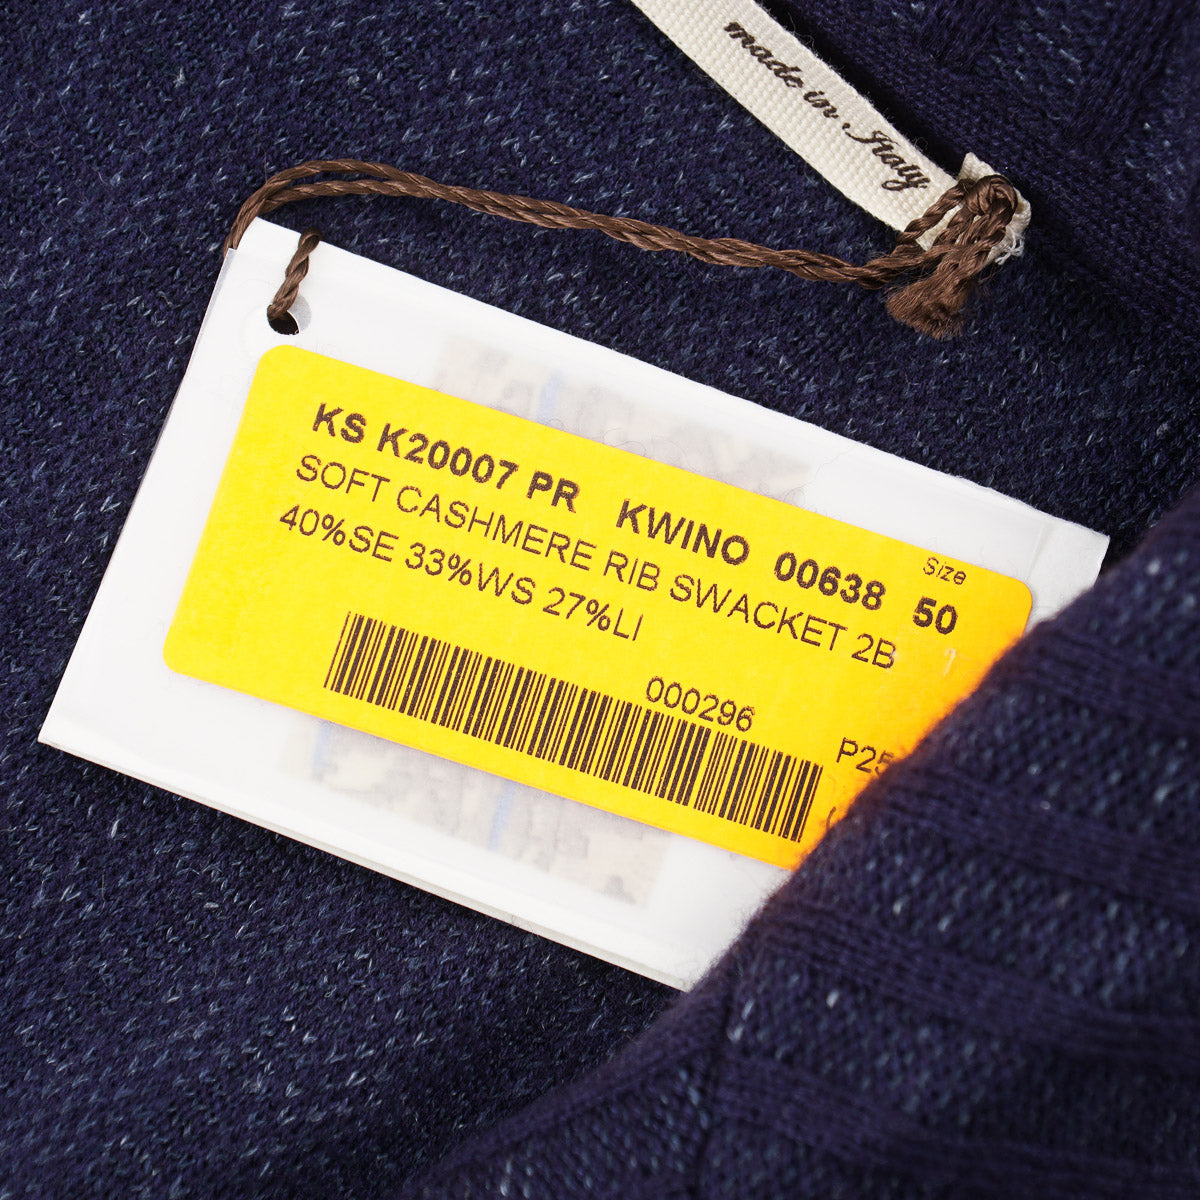 made in Italy
KS K20007 PR KWINO 00638 50
Size
SOFT CASHMERE RIB SWACKET 2B
40%SE 33%WS 27%LI
000296
P25